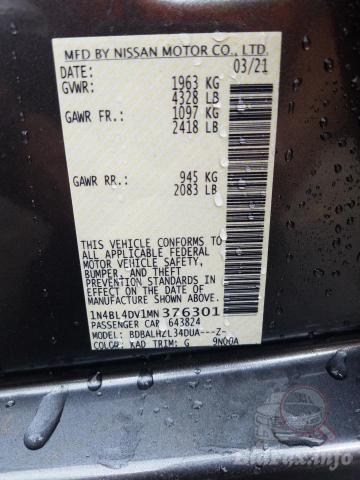 MFD BY NISSAN MOTOR CO., LTD.
DATE: 03/21
GVWR: 1963 KG
4328 LB
GAWR FR.: 1097 KG
2418 LB
GAWR RR.: 945 KG
2083 LB
THIS VEHICLE CONFORMS TO
ALL APPLICABLE FEDERAL
MOTOR VEHICLE SAFETY,
BUMPER, AND THEFT
PREVENTION STANDARDS IN
EFFECT ON THE DATE OF
MANUFACTURE SHOWN ABOVE.
1N4BL4DV1MN376301
PASSENGER CAR 643824
MODEL: BDBALHZL34DUA---Z-
COLOR: KAD TRIM: G 9N00A